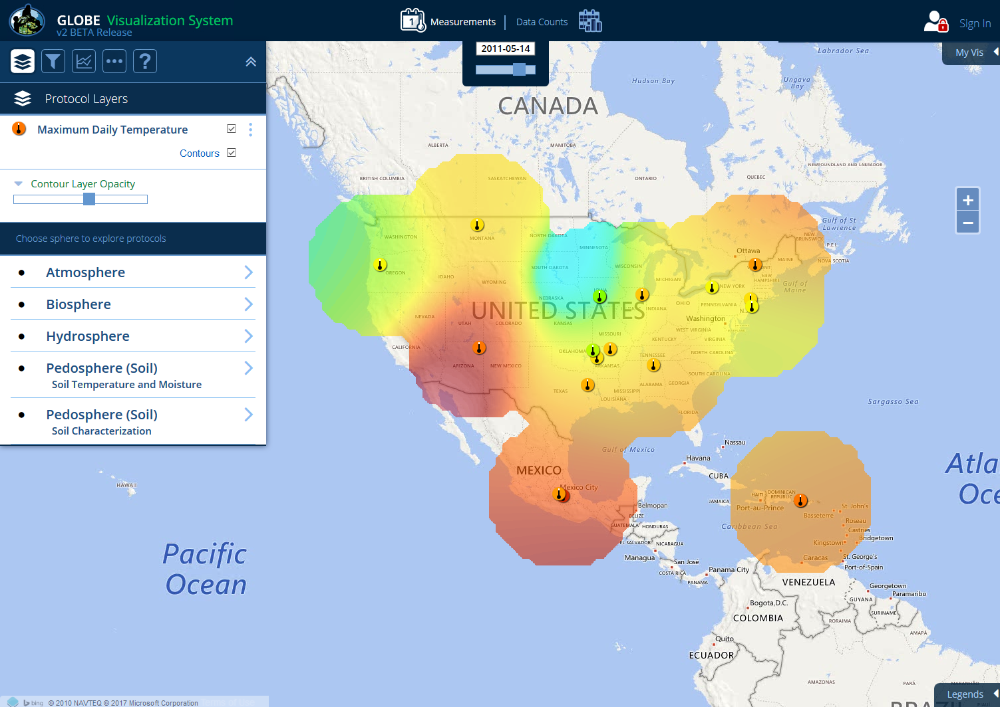 GLOBE Visualization System
v2 BETA Release
1
Measurements
Data Counts
Sign In
My Vis
2011-05-14
?
Protocol Layers
Maximum Daily Temperature
Contours
Contour Layer Opacity
Choose sphere to explore protocols
Atmosphere
Biosphere
Hydrosphere
Pedosphere (Soil)
Soil Temperature and Moisture
Pedosphere (Soil)
Soil Characterization
Labrador Sea
Hudson Bay
Ungava
Bay
CANADA
ALBERTA
MANITOBA
NEWFOUNDLAND AND LABRADOR
BRITISH COLUMBIA
SASKATCHEWAN
ONTARIO
QUEBEC
+
−
Gulf of St
Lawrence
WASHINGTON
MONTANA
NORTH DAKOTA
NEW
BRUNSWICK
P.E.I.
MINNESOTA
Ottawa
MAINE
NOVA SCOTIA
OREGON
IDAHO
WYOMING
SOUTH DAKOTA
WISCONSIN
MICHIGAN
NEW
HAMPSHIRE
NEW YORK
Gulf of
Maine
IOWA
NEBRASKA
UNITED STATES
INDIANA
OHIO
PENNSYLVANIA
NEVADA
UTAH
COLORADO
KANSAS
Washington
MARYLAND
MISSOURI
WEST VIRGINIA
KENTUCKY
VIRGINIA
CALIFORNIA
OKLAHOMA
TENNESSEE
NORTH CAROLINA
ARIZONA
NEW MEXICO
ARKANSAS
SOUTH CAROLINA
TEXAS
MISSISSIPPI
ALABAMA
GEORGIA
LOUISIANA
FLORIDA
Sargasso Sea
Gulf of Mexico
Nassau
Havana
MEXICO
CUBA
Mexico City
HAWAII
JAMAICA
HAITI
DOMINICAN
REPUBLIC
Port-au-Prince
Belmopan
BELIZE
GUATEMALA
HONDURAS
Caribbean Sea
Basseterre
St. John's
Roseau
Castries
Bridgetown
Kingstown
EL SALVADOR
NICARAGUA
Managua
San José
COSTA RICA
Panama City
PANAMA
Caracas
St. George's
Port-of-Spain
Atla
Oce
Pacific
Ocean
VENEZUELA
Georgetown
Paramaribo
GUYANA
SURINAME
Bogota,D.C.
COLOMBIA
RORAIMA
AMAPÁ
Quito
ECUADOR
AMAZONAS
PARÁ
MARANHÃO
BRAZIL
Legends
bing © 2010 NAVTEQ © 2017 Microsoft Corporation